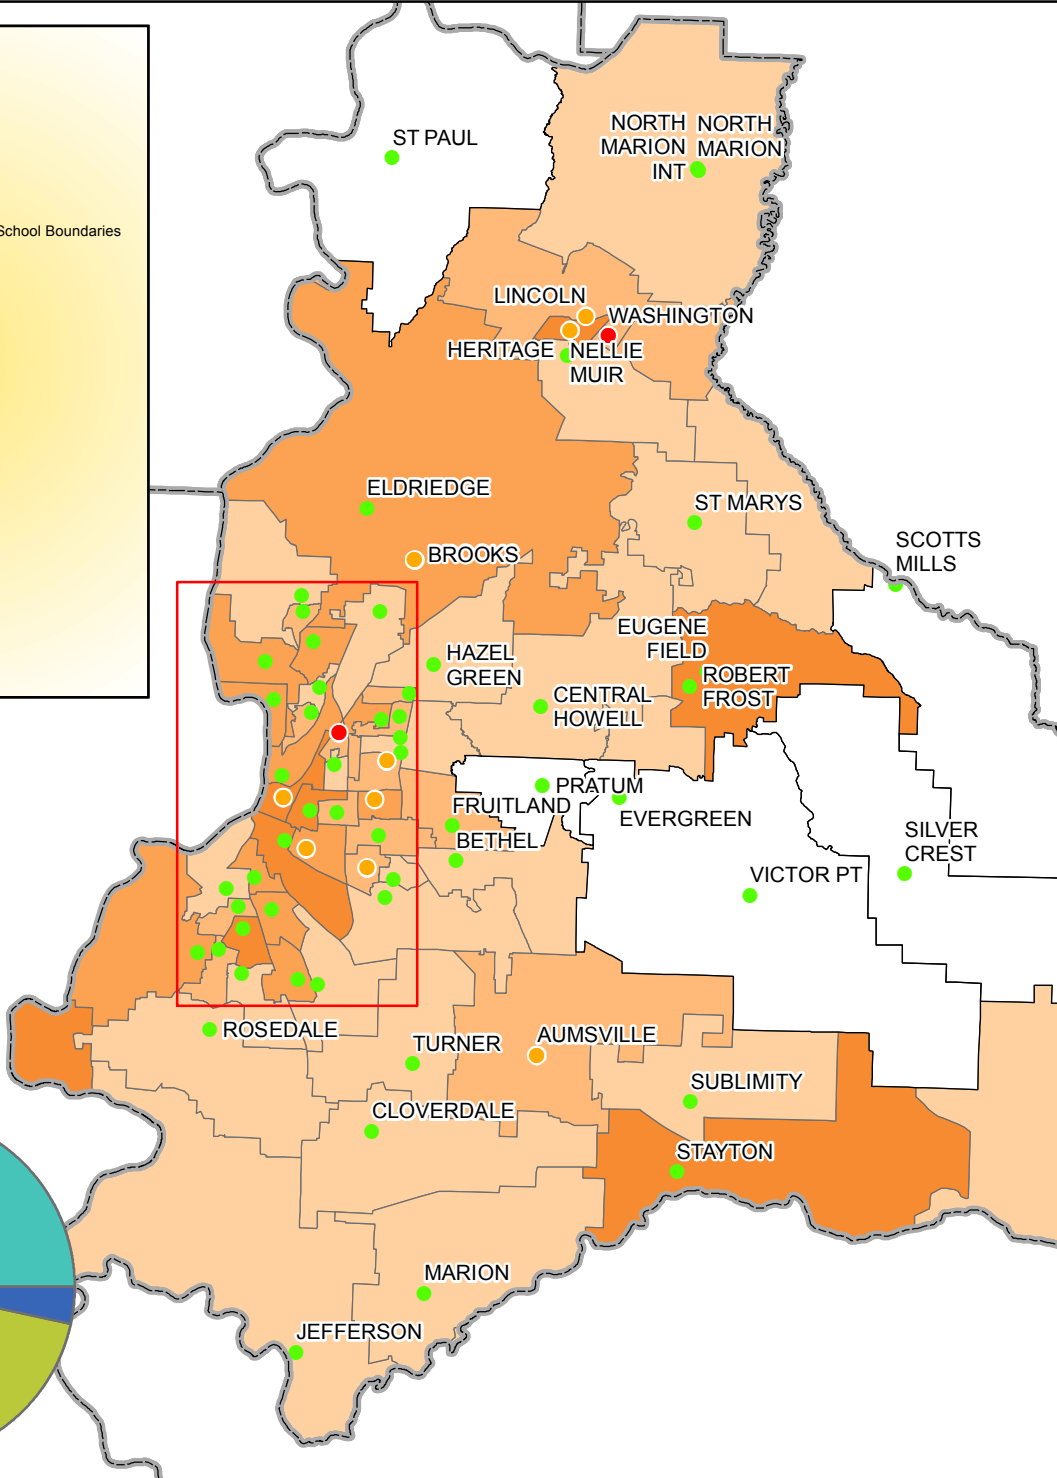 ST PAUL
NORTH
MARION
INT
NORTH
MARION
School Boundaries
LINCOLN
WASHINGTON
HERITAGE
NELLIE
MUIR
ELDRIEDGE
ST MARYS
BROOKS
SCOTTS
MILLS
EUGENE
FIELD
HAZEL
GREEN
ROBERT
FROST
CENTRAL
HOWELL
PRATUM
FRUITLAND
EVERGREEN
BETHEL
SILVER
CREST
VICTOR PT
ROSEDALE
TURNER
AUMSVILLE
SUBLIMITY
CLOVERDALE
STAYTON
MARION
JEFFERSON